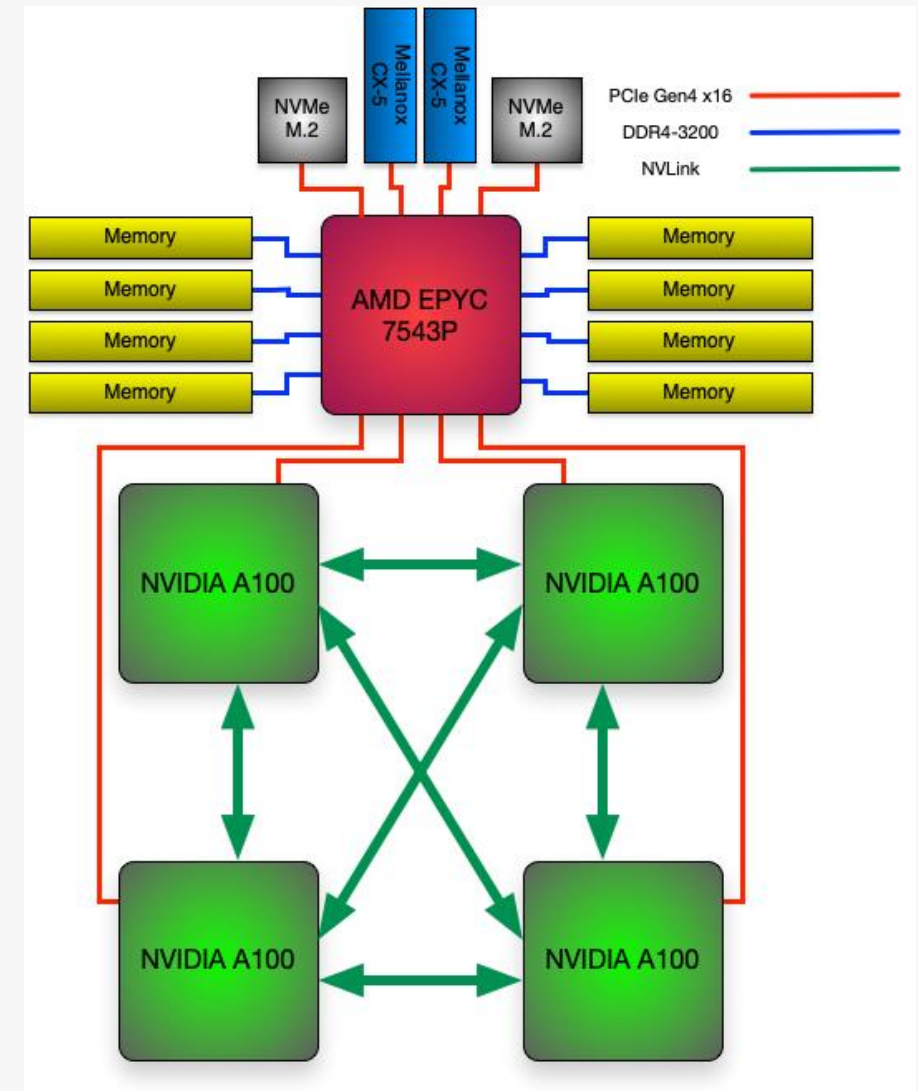 NVMe
M.2
Mellanox
CX-5
Mellanox
CX-5
NVMe
M.2
PCIe Gen4 x16
DDR4-3200
NVLink
Memory
Memory
Memory
Memory
AMD EPYC
7543P
Memory
Memory
Memory
Memory
NVIDIA A100
NVIDIA A100
NVIDIA A100
NVIDIA A100